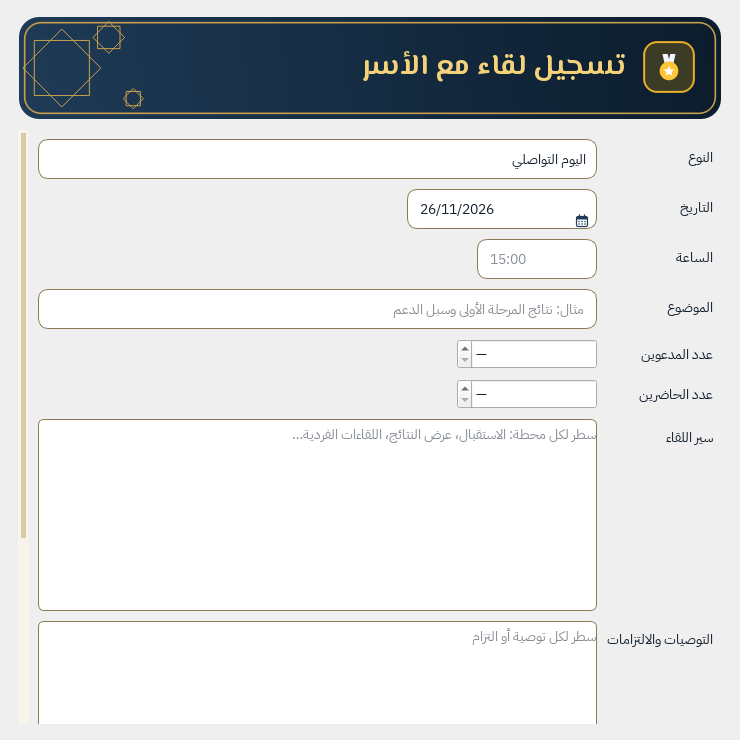 تسجيل لقاء مع الأسر
النوع
اليوم التواصلي
التاريخ
26/11/2026
الساعة
15:00
الموضوع
مثال: نتائج المرحلة الأولى وسبل الدعم
عدد المدعوين
—
عدد الحاضرين
—
سير اللقاء
سطر لكل محطة: الاستقبال، عرض النتائج، اللقاءات الفردية...
التوصيات والالتزامات
سطر لكل توصية أو التزام